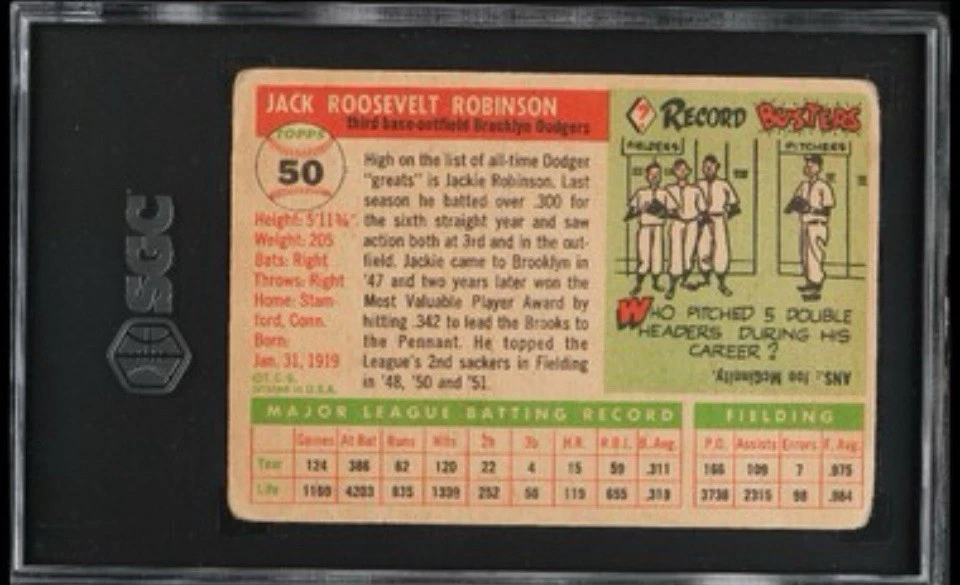 SGC
JACK ROOSEVELT ROBINSON
third base-outfield Brooklyn Dodgers
TOPPS
50
Height: 5'11¾"
Weight: 205
Bats: Right
Throws: Right
Home: Stam-
ford, Conn.
Born:
Jan. 31, 1919
©T. C. G.
PRINTED IN U.S.A.
High on the list of all-time Dodger
"greats" is Jackie Robinson. Last
season he batted over .300 for
the sixth straight year and saw
action both at 3rd and in the out-
field. Jackie came to Brooklyn in
'47 and two years later won the
Most Valuable Player Award by
hitting .342 to lead the Brooks to
the Pennant. He topped the
League's 2nd sackers in Fielding
in '48, '50 and '51.
? RECORD BUSTERS
FIELDERS
PITCHERS
WHO PITCHED 5 DOUBLE
HEADERS DURING HIS
CAREER?
ANS.: Joe McGinnity.
MAJOR LEAGUE BATTING RECORD FIELDING
Games At Bat Runs Hits 2b 3b H.R. R.B.I. B. Avg. P.O. Assists Errors F. Avg.
Year 124 386 62 120 22 4 15 59 .311 166 109 7 .975
Life 1169 4203 835 1339 252 50 119 655 .319 3736 2315 98 .984